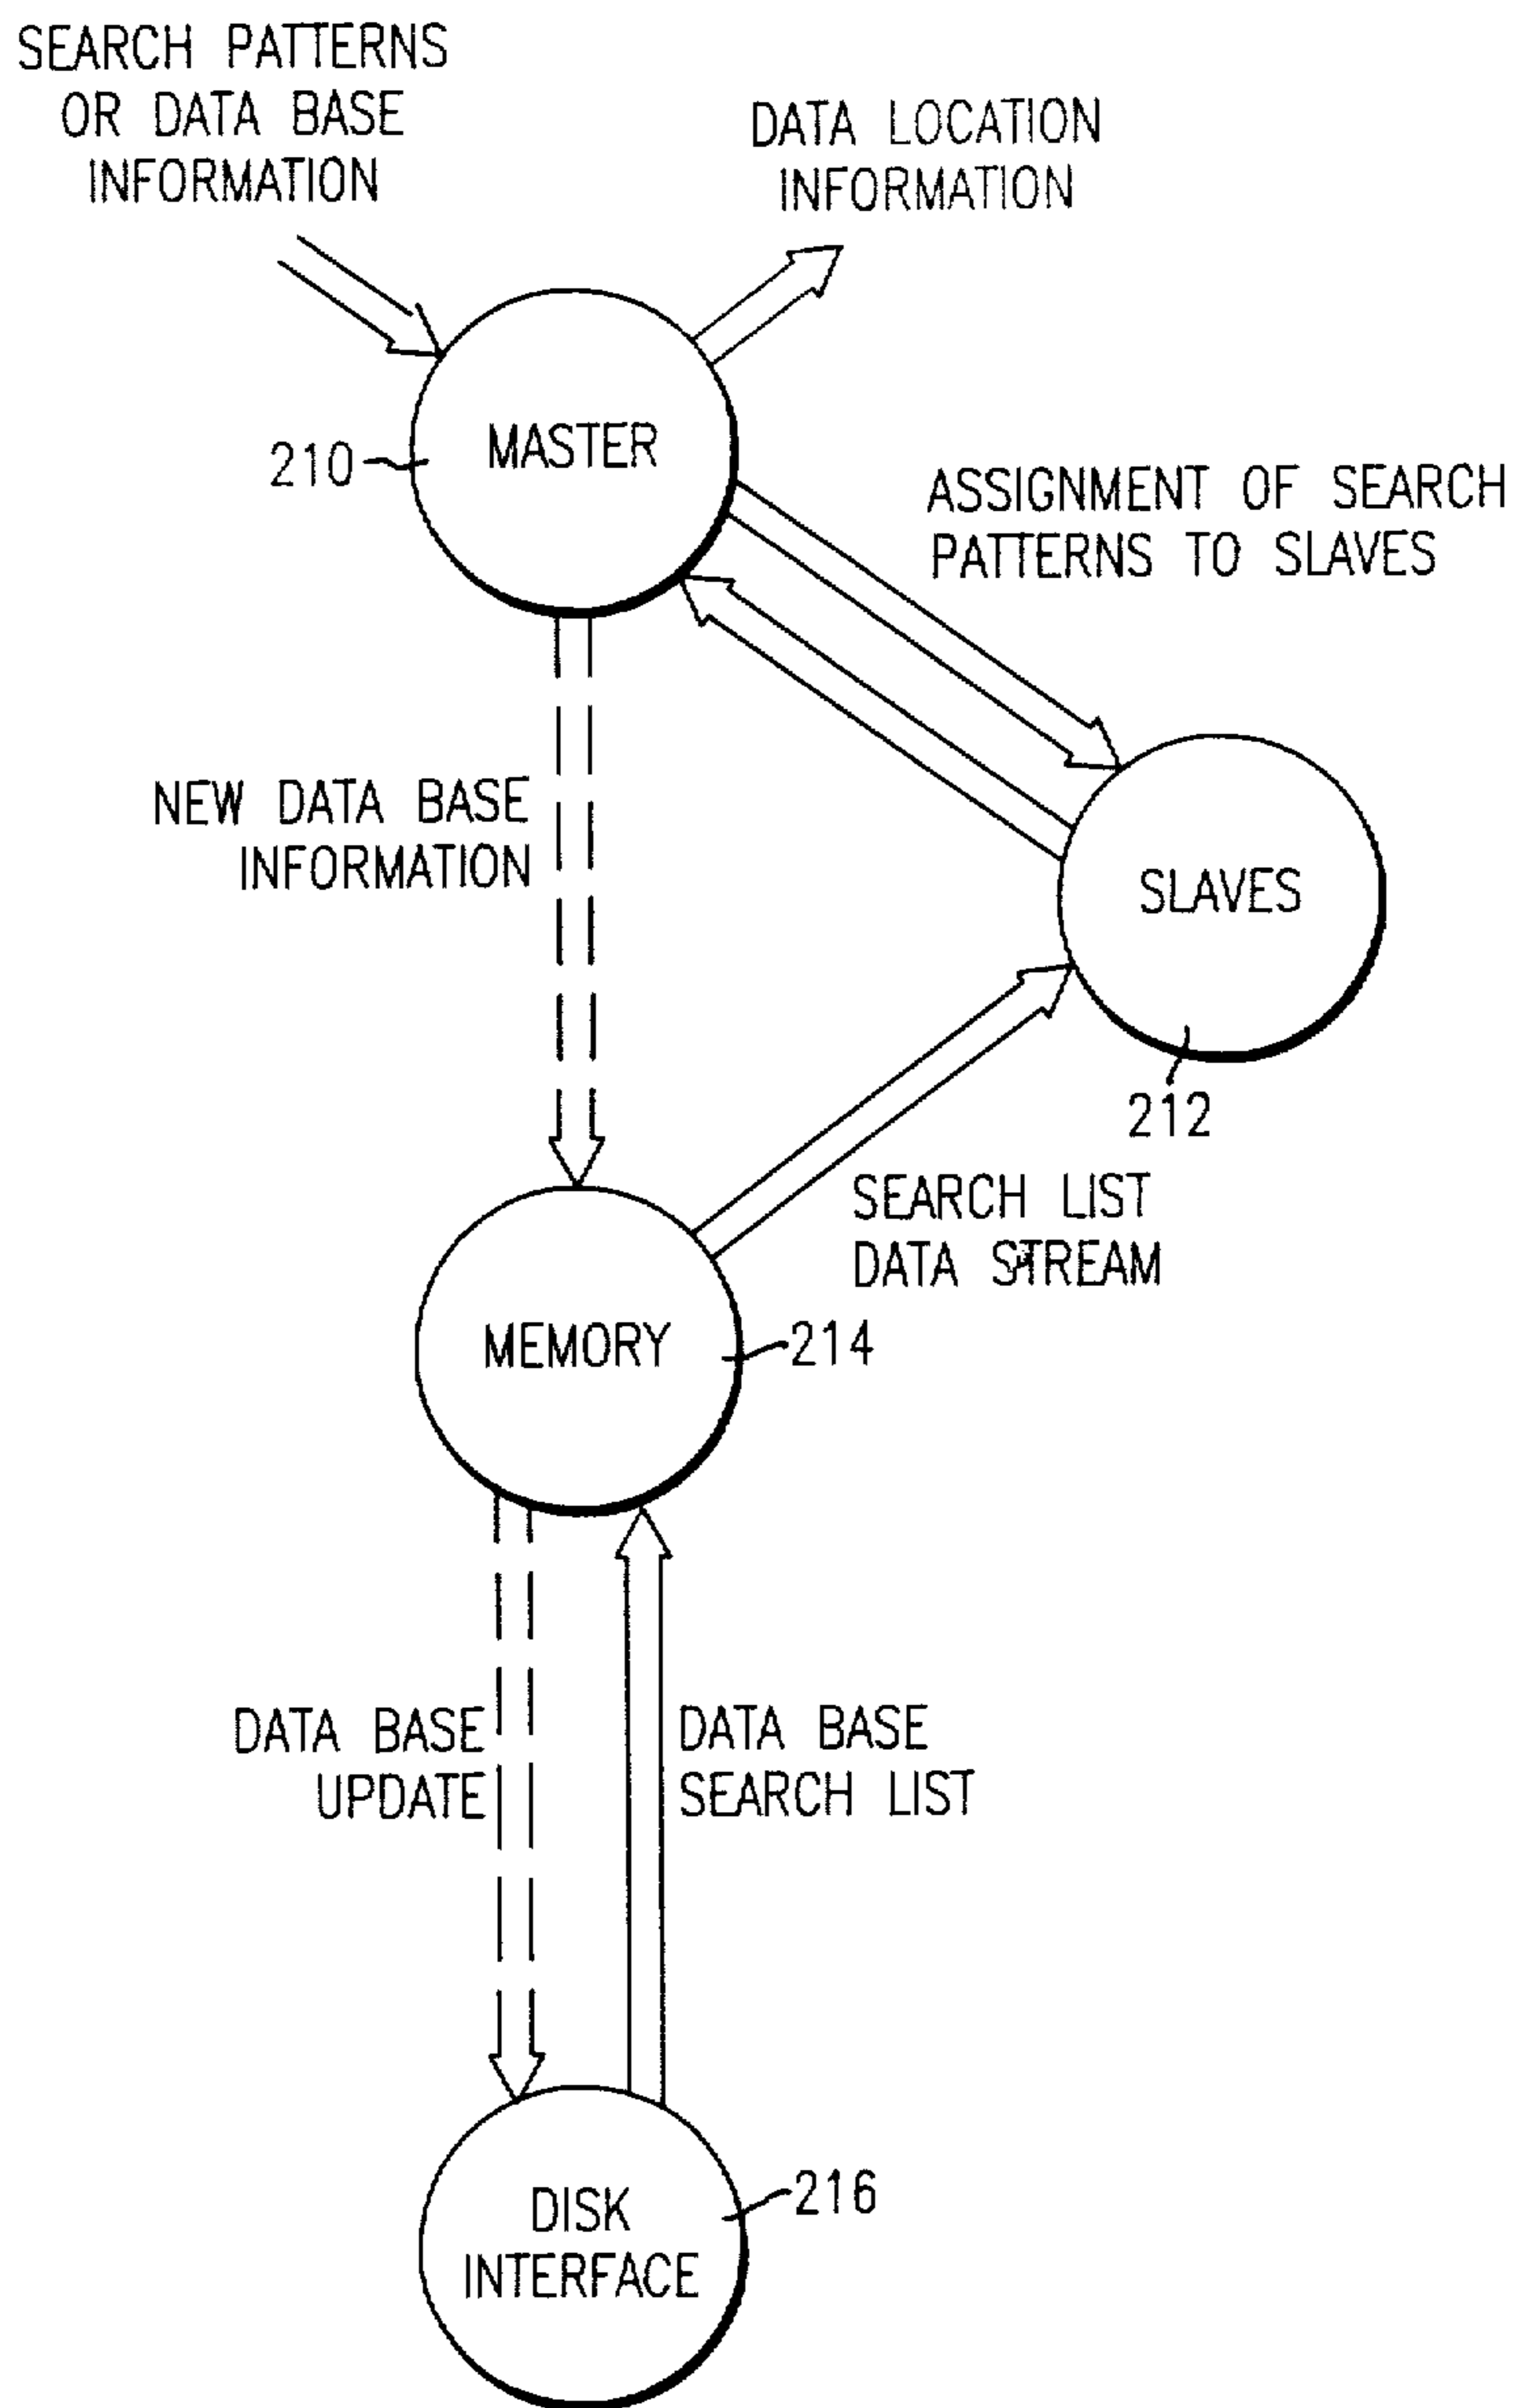 SEARCH PATTERNS
OR DATA BASE
INFORMATION
DATA LOCATION
INFORMATION
MASTER
210
ASSIGNMENT OF SEARCH
PATTERNS TO SLAVES
NEW DATA BASE
INFORMATION
SLAVES
212
SEARCH LIST
DATA STREAM
MEMORY
214
DATA BASE
UPDATE
DATA BASE
SEARCH LIST
DISK
INTERFACE
216